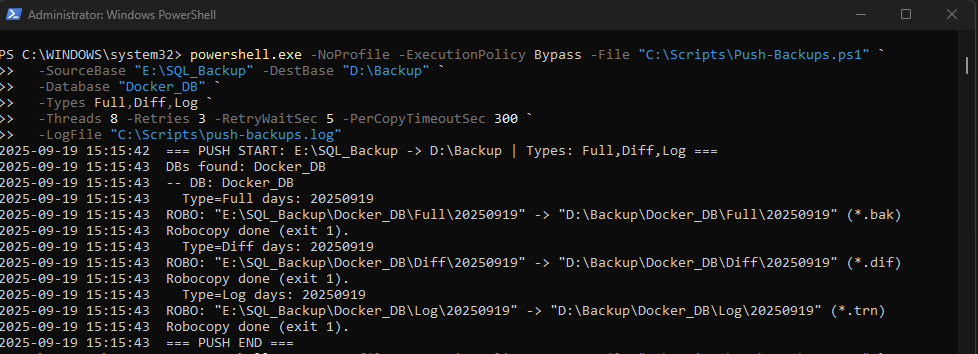 Administrator: Windows PowerShell
PS C:\WINDOWS\system32> powershell.exe -NoProfile -ExecutionPolicy Bypass -File "C:\Scripts\Push-Backups.ps1" `
>>   -SourceBase "E:\SQL_Backup" -DestBase "D:\Backup" `
>>   -Database "Docker_DB" `
>>   -Types Full,Diff,Log `
>>   -Threads 8 -Retries 3 -RetryWaitSec 5 -PerCopyTimeoutSec 300 `
>>   -LogFile "C:\Scripts\push-backups.log"
2025-09-19 15:15:42  === PUSH START: E:\SQL_Backup -> D:\Backup | Types: Full,Diff,Log ===
2025-09-19 15:15:43  DBs found: Docker_DB
2025-09-19 15:15:43  -- DB: Docker_DB
2025-09-19 15:15:43    Type=Full days: 20250919
2025-09-19 15:15:43  ROBO: "E:\SQL_Backup\Docker_DB\Full\20250919" -> "D:\Backup\Docker_DB\Full\20250919" (*.bak)
2025-09-19 15:15:43  Robocopy done (exit 1).
2025-09-19 15:15:43    Type=Diff days: 20250919
2025-09-19 15:15:43  ROBO: "E:\SQL_Backup\Docker_DB\Diff\20250919" -> "D:\Backup\Docker_DB\Diff\20250919" (*.dif)
2025-09-19 15:15:43  Robocopy done (exit 1).
2025-09-19 15:15:43    Type=Log days: 20250919
2025-09-19 15:15:43  ROBO: "E:\SQL_Backup\Docker_DB\Log\20250919" -> "D:\Backup\Docker_DB\Log\20250919" (*.trn)
2025-09-19 15:15:43  Robocopy done (exit 1).
2025-09-19 15:15:43  === PUSH END ===